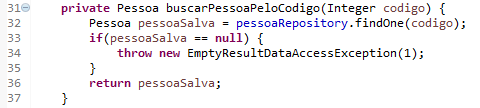 31 private Pessoa buscarPessoaPeloCodigo(Integer codigo) {
32 Pessoa pessoaSalva = pessoaRepository.findOne(codigo);
33 if(pessoaSalva == null) {
34 throw new EmptyResultDataAccessException(1);
35 }
36 return pessoaSalva;
37 }